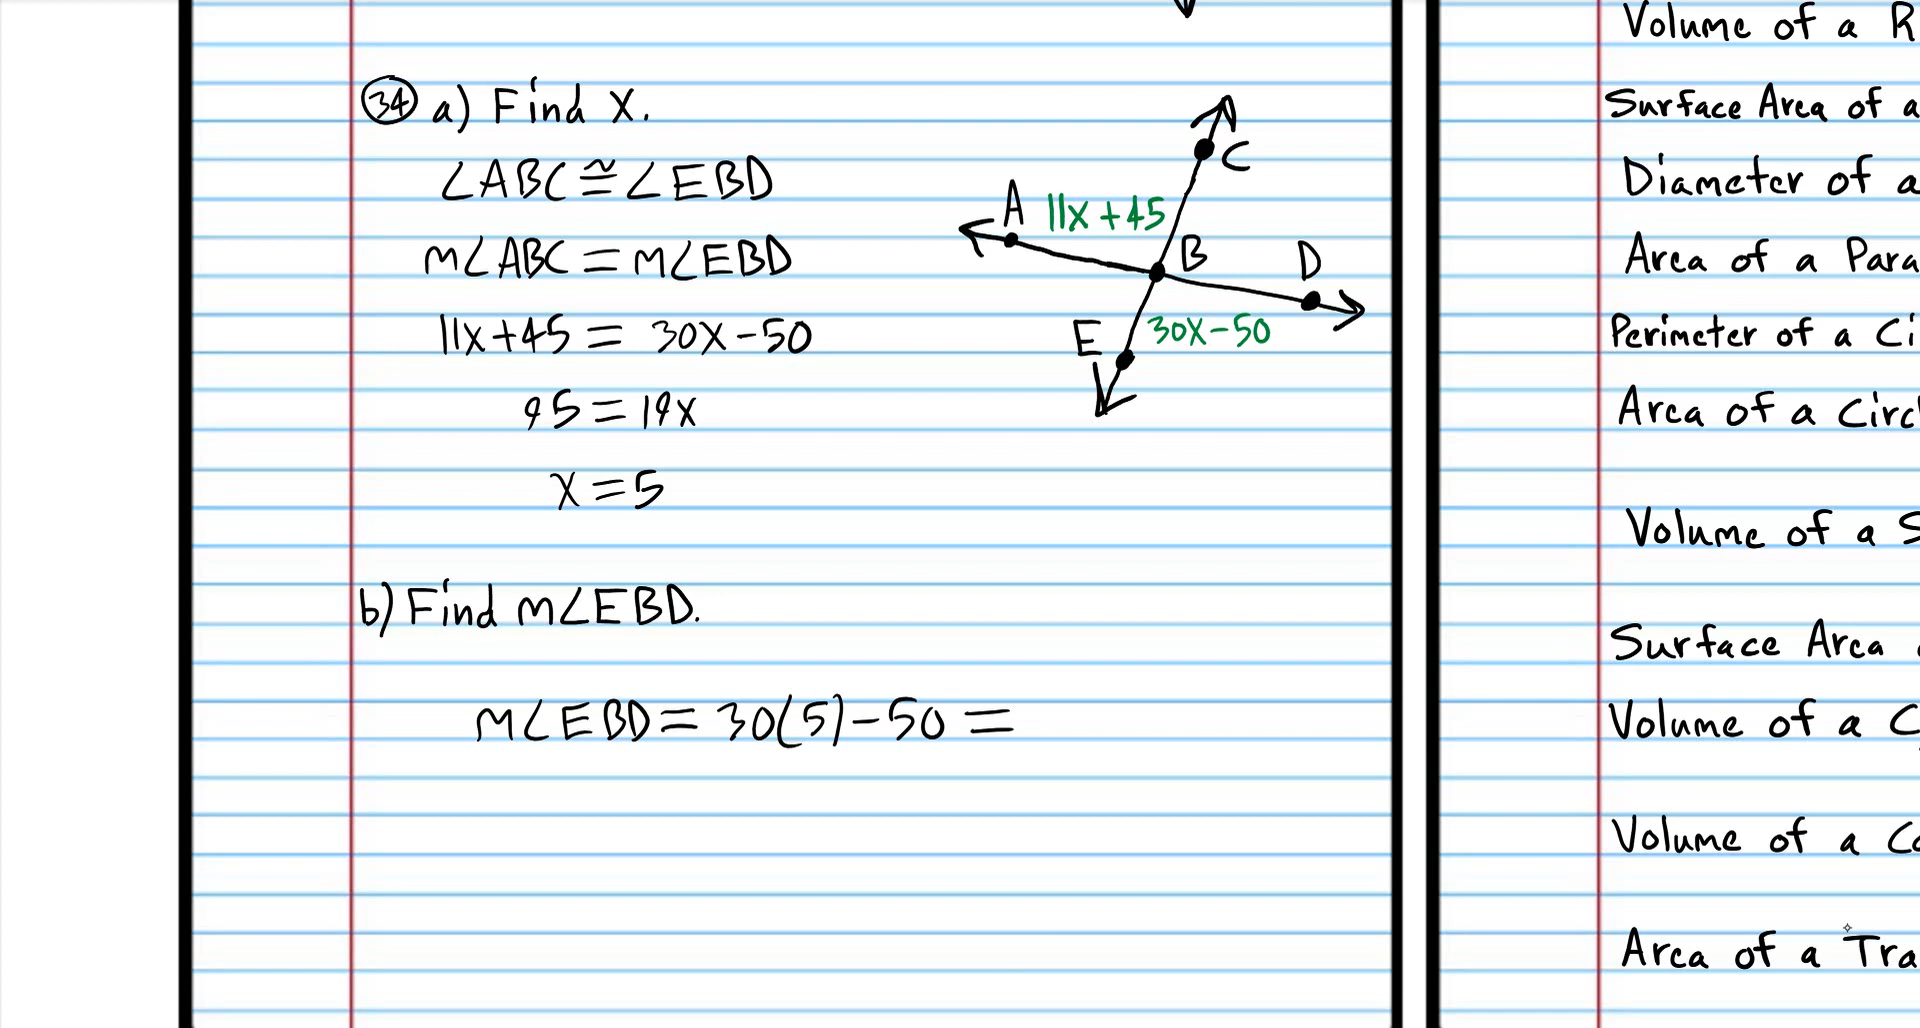 34 a) Find x.
∠ABC ≅ ∠EBD
m∠ABC = m∠EBD
11x+45 = 30x-50
95 = 19x
x = 5
b) Find m∠EBD.
m∠EBD = 30(5)-50 =
C
A
11x+45
B
D
E
30x-50
Volume of a R
Surface Area of a
Diameter of a
Area of a Para
Perimeter of a Ci
Area of a Circ
Volume of a S
Surface Area
Volume of a C
Volume of a Co
Area of a Tra